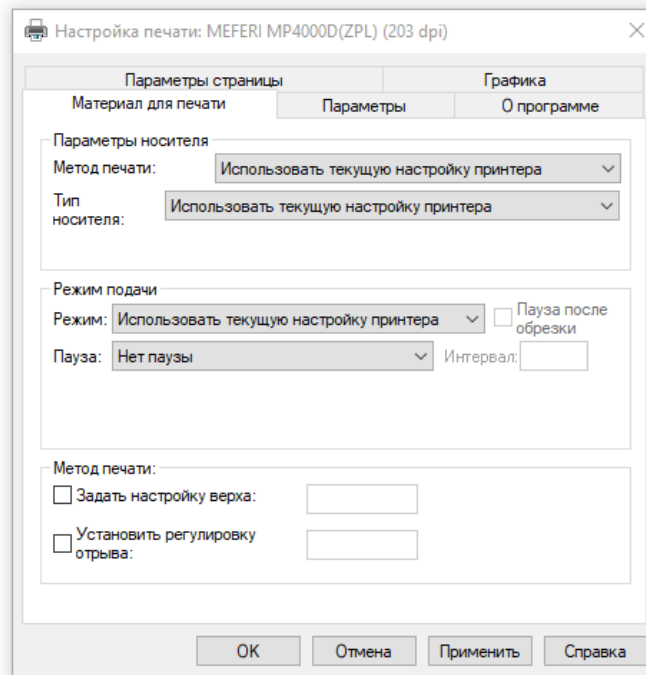 Настройка печати: MEFERI MP4000D(ZPL) (203 dpi)
Параметры страницы
Графика
Материал для печати
Параметры
О программе
Параметры носителя
Метод печати:
Использовать текущую настройку принтера
Тип
носителя:
Использовать текущую настройку принтера
Режим подачи
Режим:
Использовать текущую настройку принтера
Пауза после
обрезки
Пауза:
Нет паузы
Интервал:
Метод печати:
Задать настройку верха:
Установить регулировку
отрыва:
OK
Отмена
Применить
Справка